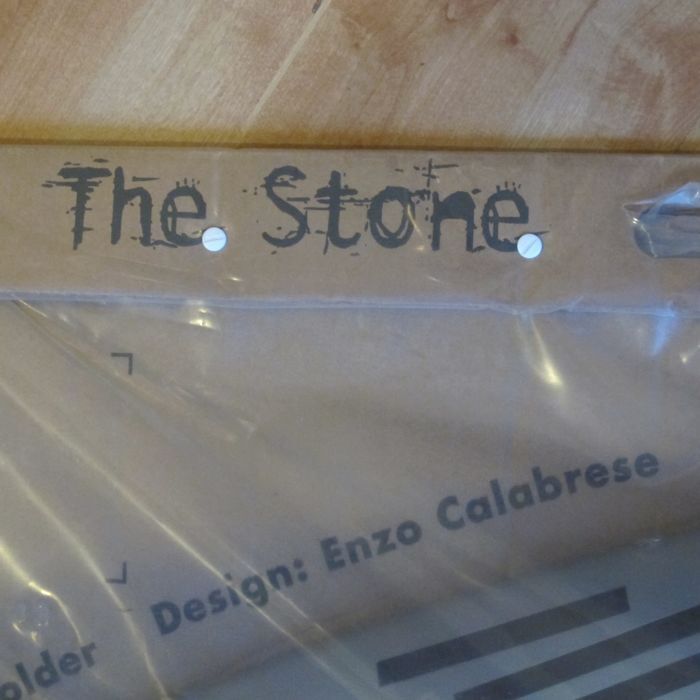 The Stone
Design: Enzo Calabrese
older